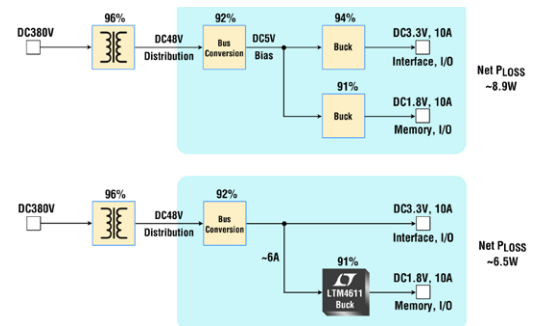 96%
92%
94%
DC380V
DC48V
Distribution
Bus
Conversion
DC5V
Bias
Buck
DC3.3V, 10A
Interface, I/O
Net PLOSS
~8.9W
91%
Buck
DC1.8V, 10A
Memory, I/O
96%
92%
DC380V
DC48V
Distribution
Bus
Conversion
DC3.3V, 10A
Interface, I/O
Net PLOSS
~6.5W
~6A
91%
LTM4611
Buck
DC1.8V, 10A
Memory, I/O